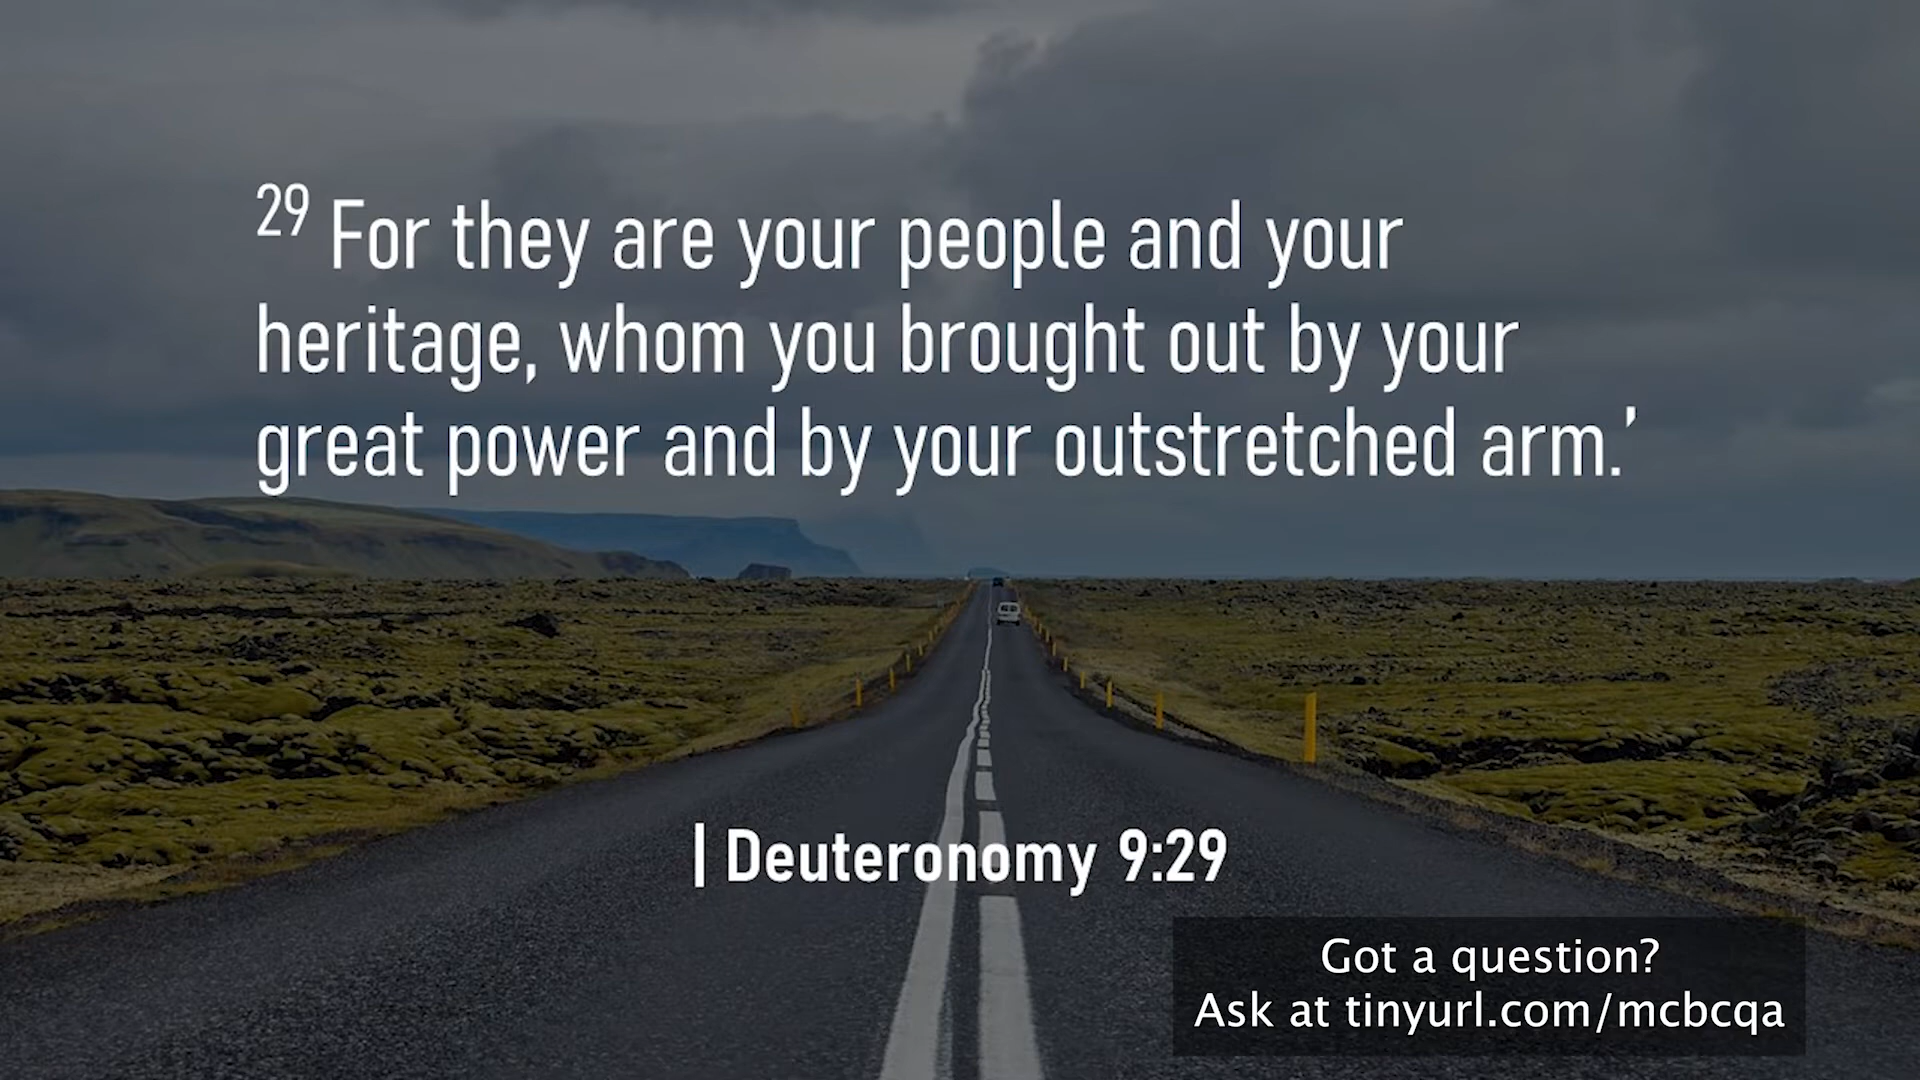 29 For they are your people and your
heritage, whom you brought out by your
great power and by your outstretched arm.’
| Deuteronomy 9:29
Got a question?
Ask at tinyurl.com/mcbcqa